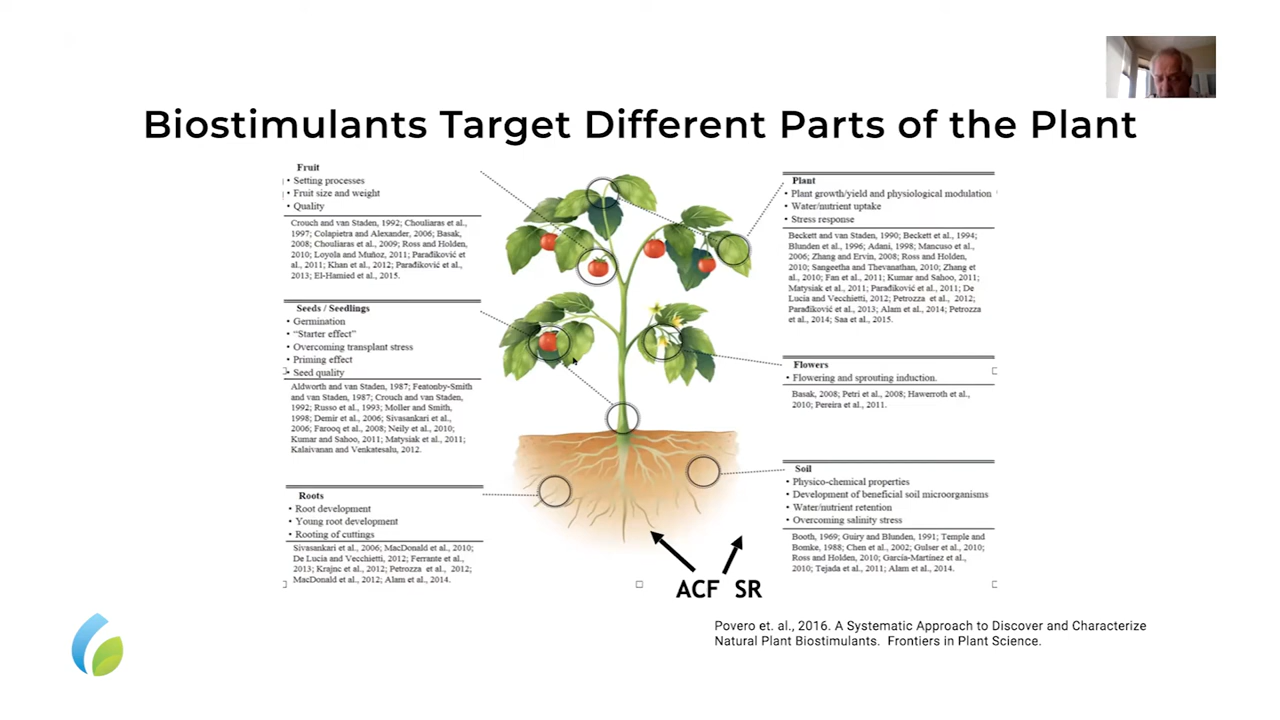 Biostimulants Target Different Parts of the Plant
Fruit
• Setting processes
• Fruit size and weight
• Quality
Crouch and van Staden, 1992; Chouliaras et al.,
1997; Colapietra and Alexander, 2006; Basak,
2008; Chouliaras et al., 2009; Ross and Holden,
2010; Loyola and Muñoz, 2011; Parađiković et
al., 2011; Khan et al., 2012; Parađiković et al.,
2013; El-Hamied et al., 2015.
Seeds / Seedlings
• Germination
• “Starter effect”
• Overcoming transplant stress
• Priming effect
• Seed quality
Aldworth and van Staden, 1987; Featonby-Smith
and van Staden, 1987; Crouch and van Staden,
1992; Russo et al., 1993; Moller and Smith,
1998; Demir et al., 2006; Sivasankari et al.,
2006; Farooq et al., 2008; Neily et al., 2010;
Kumar and Sahoo, 2011; Matysiak et al., 2011;
Kalaivanan and Venkatesalu, 2012.
Roots
• Root development
• Young root development
• Rooting of cuttings
Sivasankari et al., 2006; MacDonald et al., 2010;
De Lucia and Vecchietti, 2012; Ferrante et al.,
2013; Krajnc et al., 2012; Petrozza et al., 2012;
MacDonald et al., 2012; Alam et al., 2014.
Plant
• Plant growth/yield and physiological modulation
• Water/nutrient uptake
• Stress response
Beckett and van Staden, 1990; Beckett et al., 1994;
Blunden et al., 1996; Adani, 1998; Mancuso et al.,
2006; Zhang and Ervin, 2008; Ross and Holden,
2010; Sangeetha and Thevanathan, 2010; Zhang et
al., 2010; Fan et al., 2011; Kumar and Sahoo, 2011;
Matysiak et al., 2011; Parađiković et al., 2011; De
Lucia and Vecchietti, 2012; Petrozza et al., 2012;
Parađiković et al., 2013; Alam et al., 2014; Petrozza
et al., 2014; Saa et al., 2015.
Flowers
• Flowering and sprouting induction.
Basak, 2008; Petri et al., 2008; Hawerroth et al.,
2010; Pereira et al., 2011.
Soil
• Physico-chemical properties
• Development of beneficial soil microorganisms
• Water/nutrient retention
• Overcoming salinity stress
Booth, 1969; Guiry and Blunden, 1991; Temple and
Bomke, 1988; Chen et al., 2002; Gulser et al., 2010;
Ross and Holden, 2010; García-Martínez et al.,
2010; Tejada et al., 2011; Alam et al., 2014.
ACF SR
Povero et. al., 2016. A Systematic Approach to Discover and Characterize
Natural Plant Biostimulants. Frontiers in Plant Science.